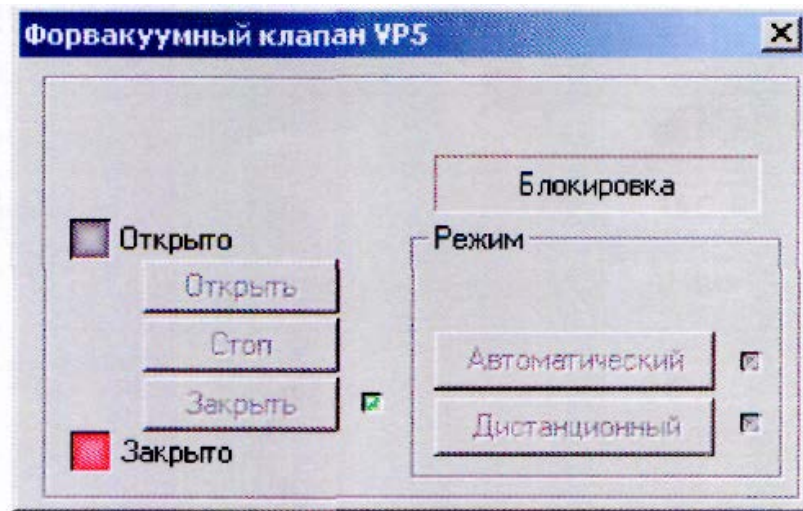 Форвакуумный клапан VP5
Блокировка
Открыто
Режим
Открыть
Стоп
Автоматический
Закрыть
Дистанционный
Закрыто